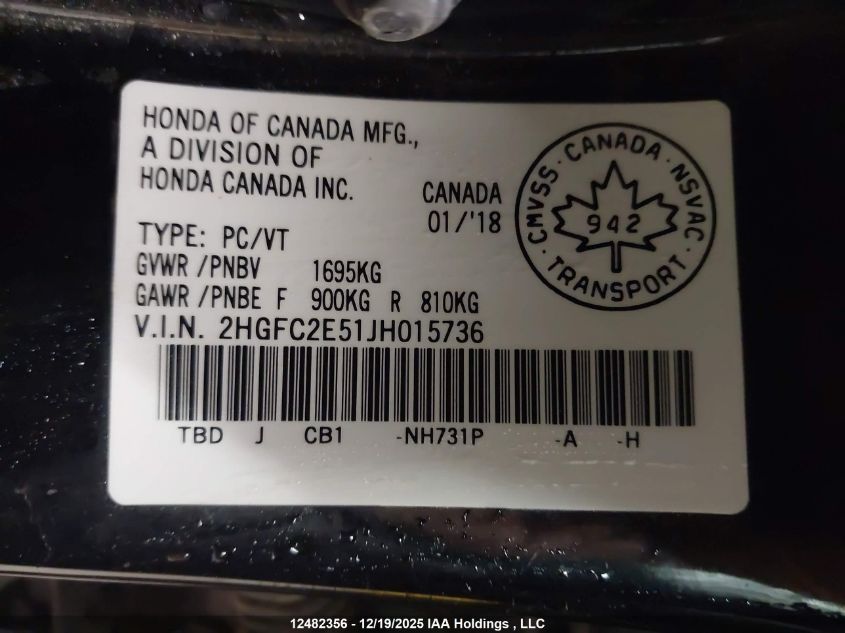 HONDA OF CANADA MFG.,
A DIVISION OF
HONDA CANADA INC.
CANADA
01/'18
TYPE: PC/VT
GVWR /PNBV 1695KG
GAWR /PNBE F 900KG R 810KG
V.I.N. 2HGFC2E51JH015736
TBD J CB1 -NH731P -A -H
CMVSS · CANADA · NSVAC
942
TRANSPORT
12482356 - 12/19/2025 IAA Holdings , LLC